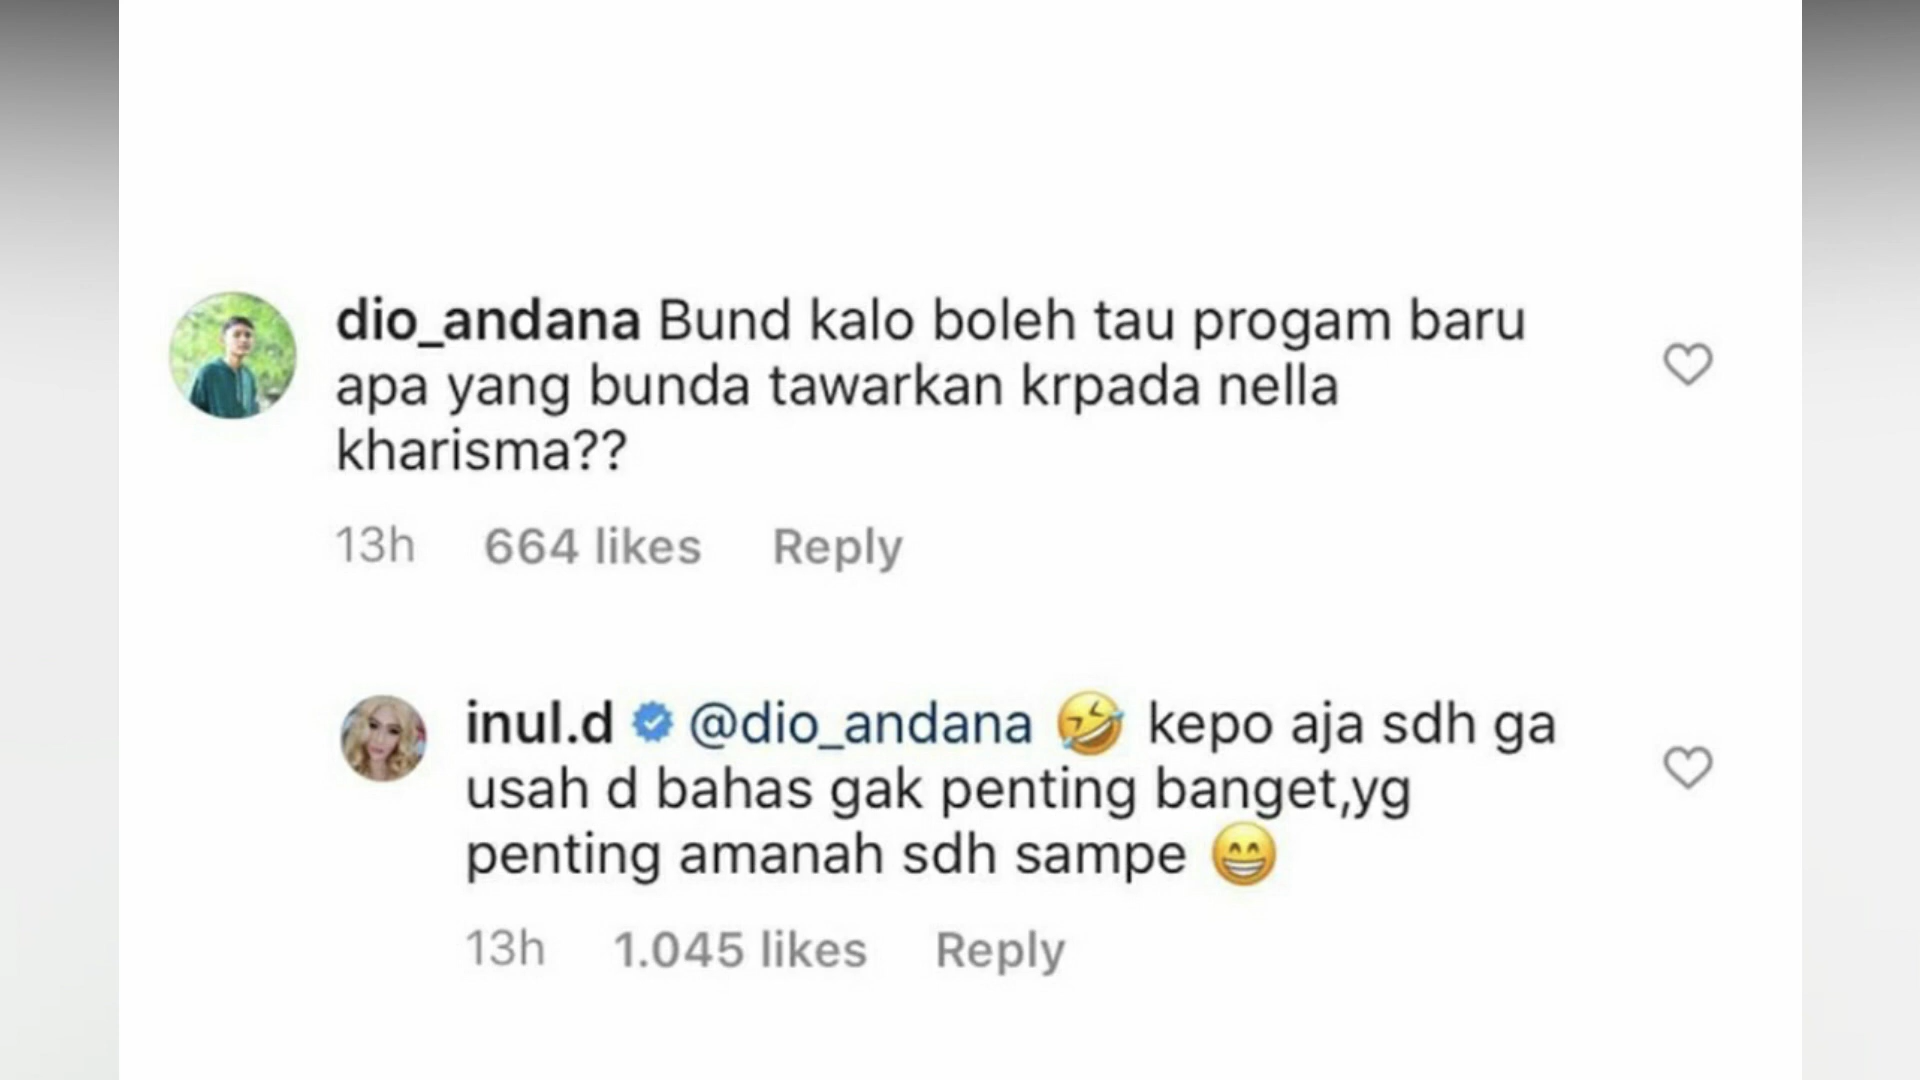 dio_andana Bund kalo boleh tau progam baru
apa yang bunda tawarkan krpada nella
kharisma??
13h 664 likes Reply
inul.d @dio_andana 🤣 kepo aja sdh ga
usah d bahas gak penting banget,yg
penting amanah sdh sampe 😁
13h 1.045 likes Reply